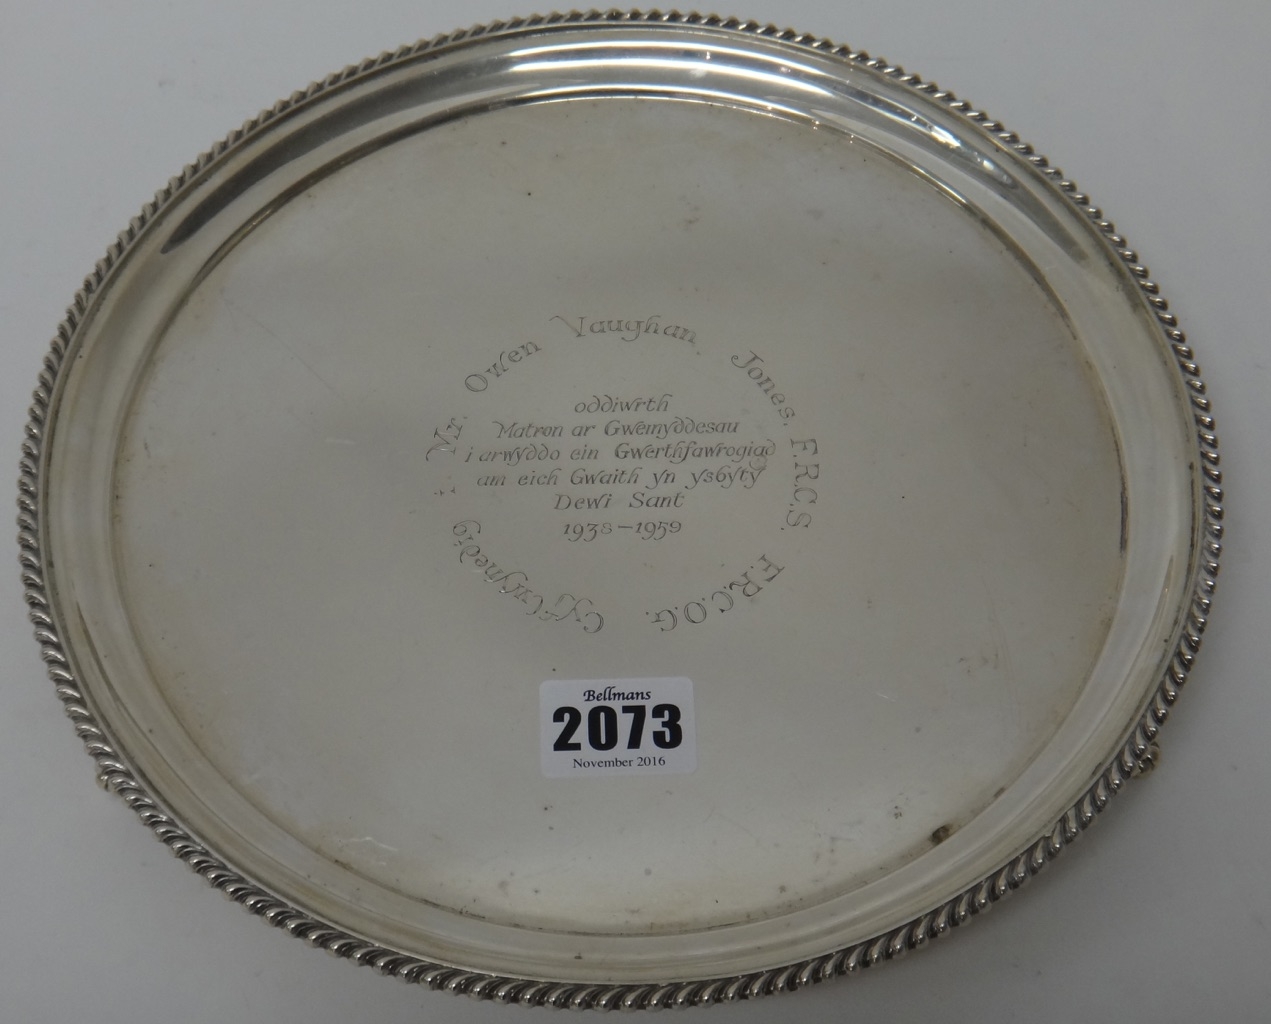 Cyflwynedig i Mr. Owen Vaughan Jones, F.R.C.S. F.R.C.O.G.
oddiwrth
Matron ar Gweinyddesau
i arwyddo ein Gwerthfawrogiad
am eich Gwaith yn ysbyty
Dewi Sant
1938–1959
Bellmans
2073
November 2016